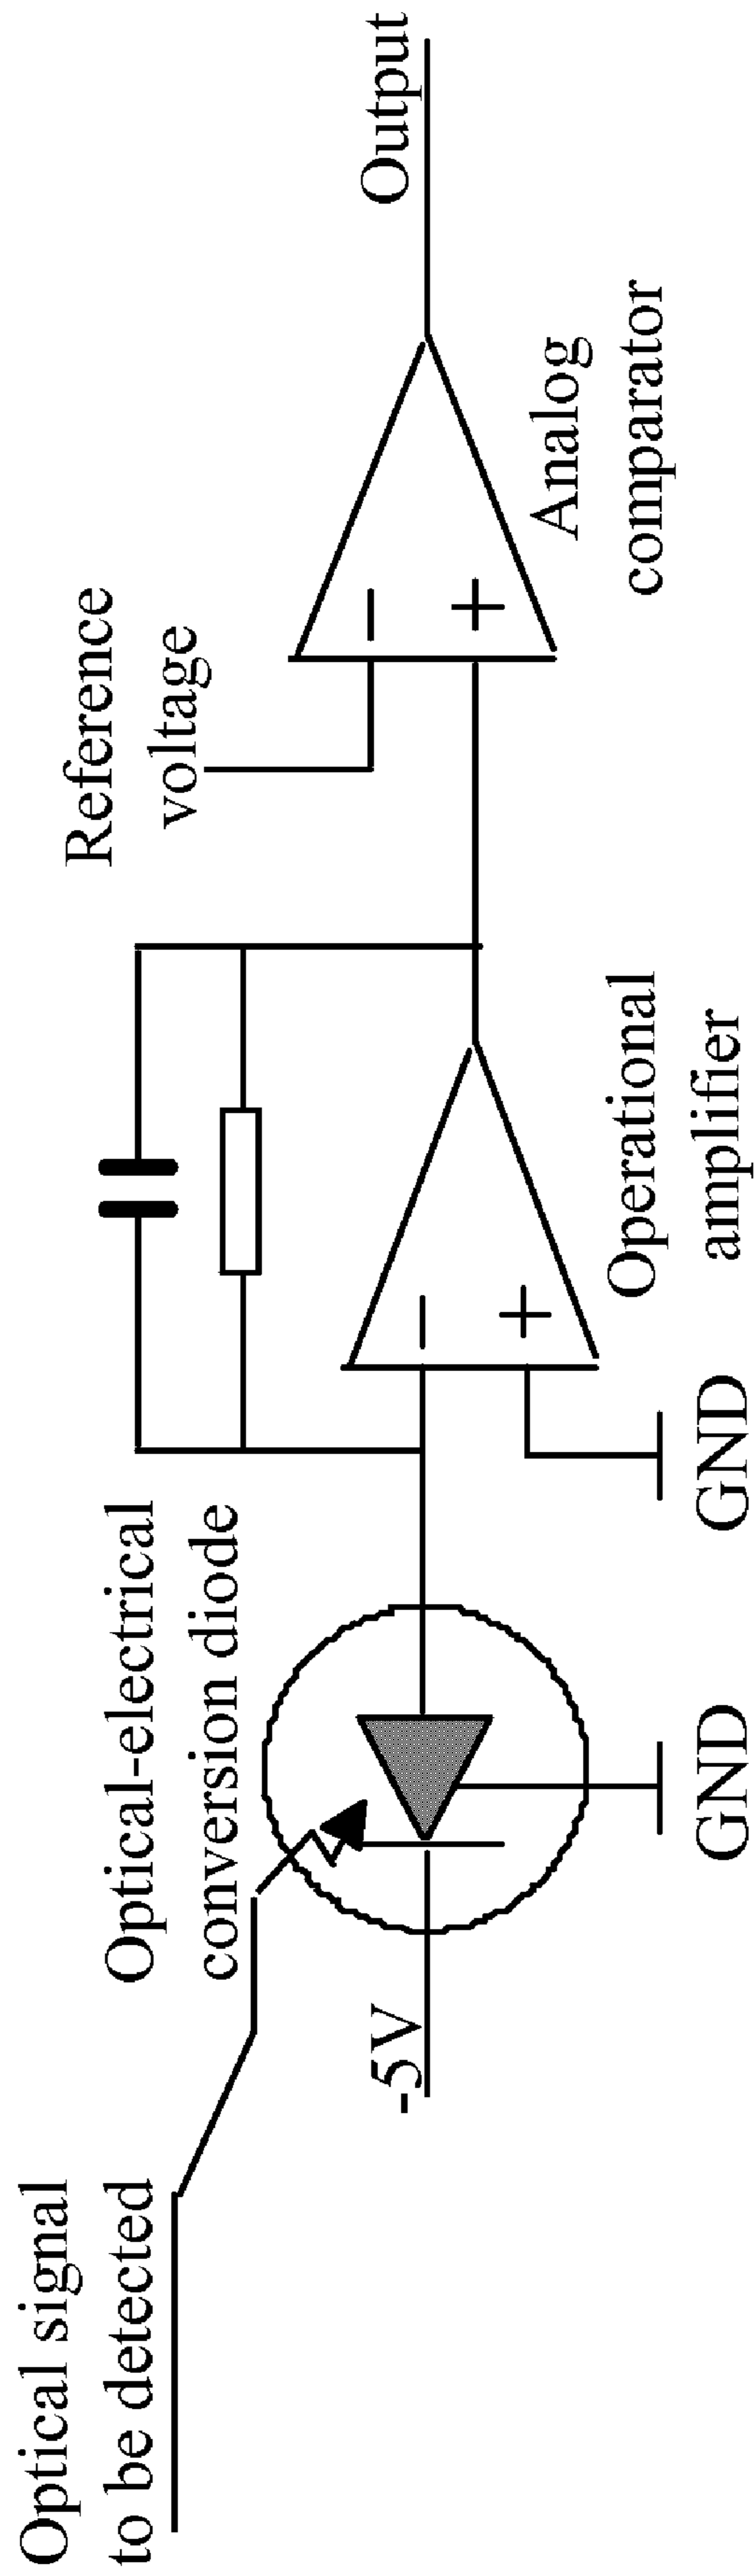 Optical signal
to be detected
-5V
Optical-electrical
conversion diode
GND
GND
−
+
Operational
amplifier
Reference
voltage
−
+
Analog
comparator
Output